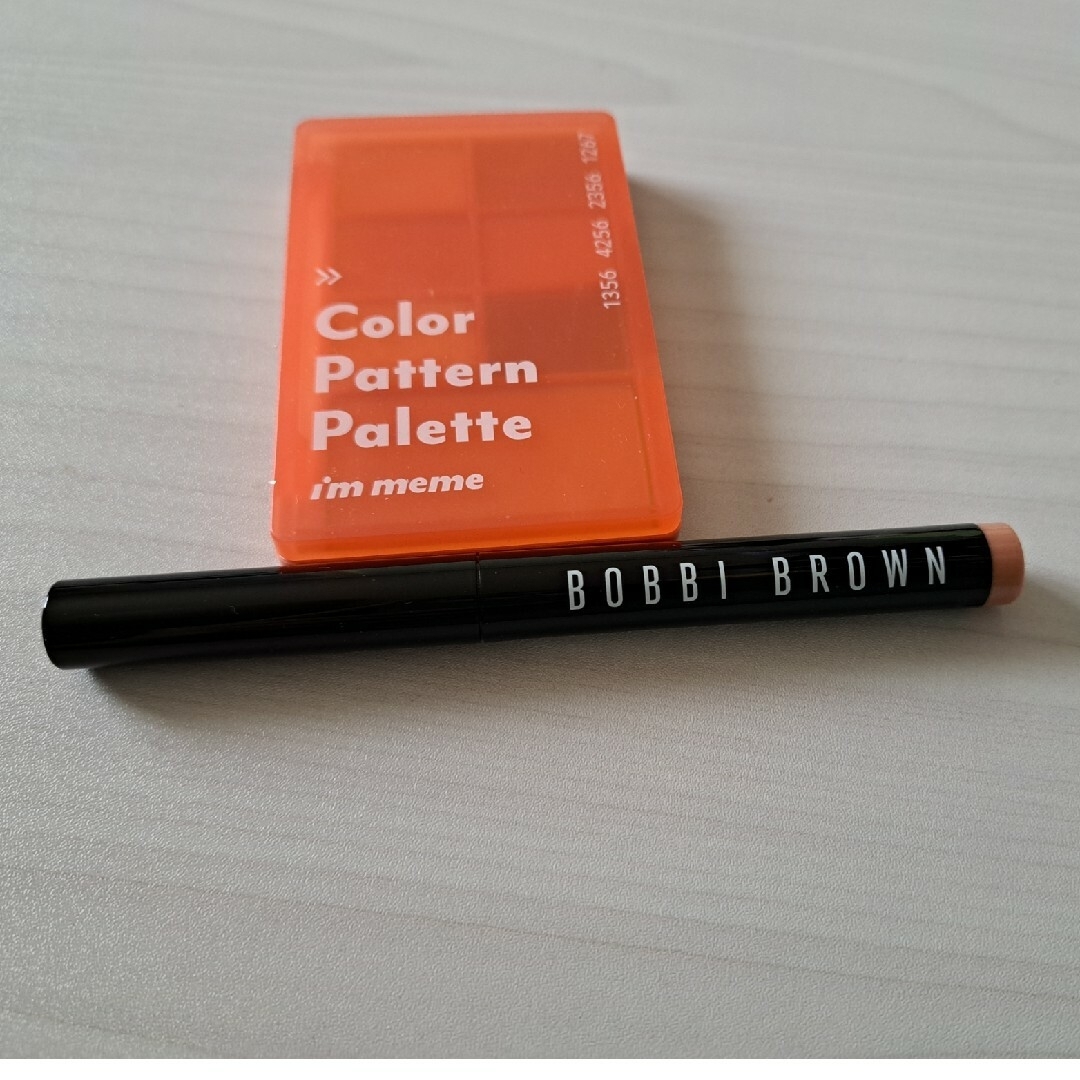 1356 4256 2356 1267
»
Color
Pattern
Palette
i'm meme
BOBBI BROWN